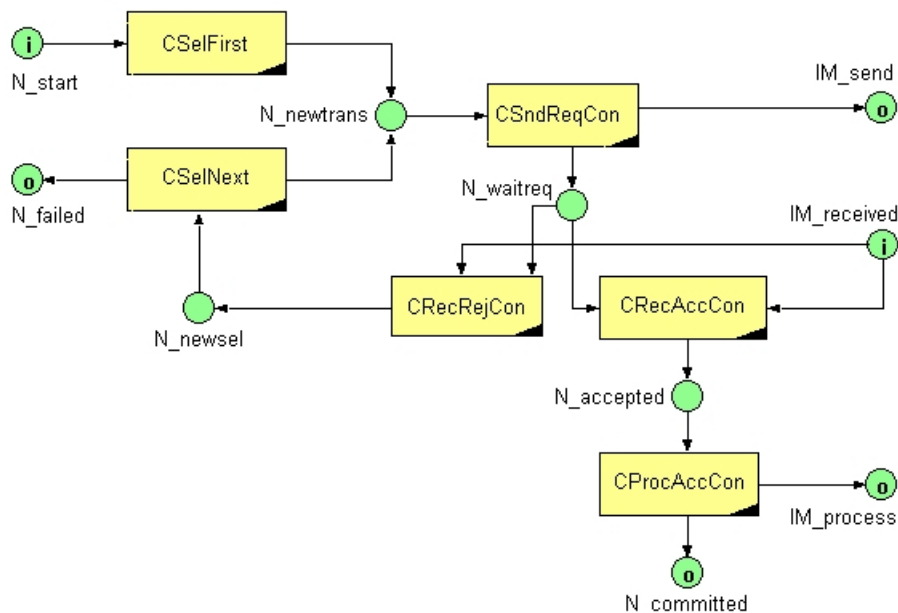 i
CSelFirst
N_start
IM_send
N_newtrans
CSndReqCon
o
o
CSelNext
N_failed
N_waitreq
IM_received
i
CRecRejCon
CRecAccCon
N_newsel
N_accepted
CProcAccCon
o
IM_process
o
N_committed